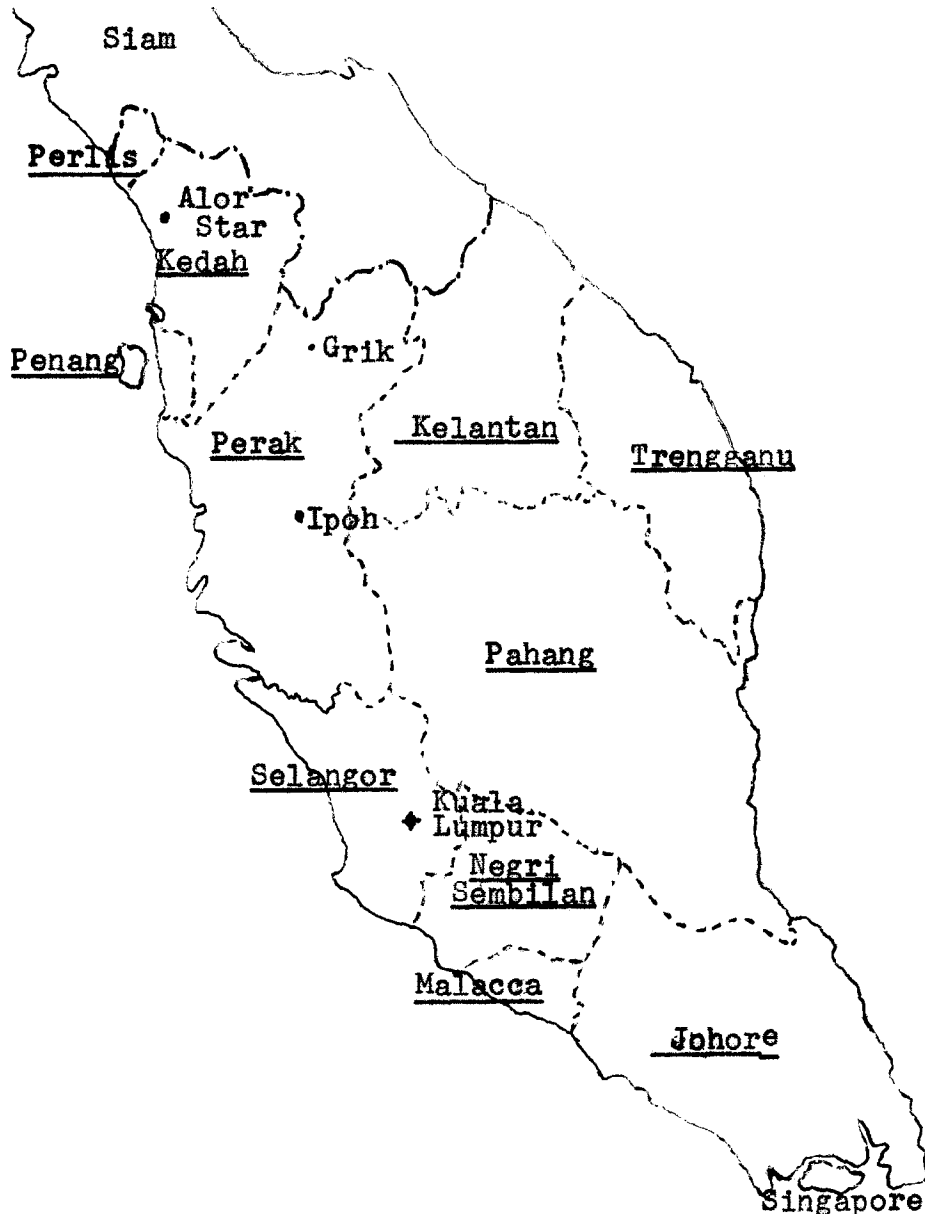 Siam
Perlis
Alor
Star
Kedah
Grik
Penang
Kelantan
Perak
Trengganu
Ipoh
Pahang
Selangor
Kuala
Lumpur
Negri
Sembilan
Malacca
Johore
Singapore